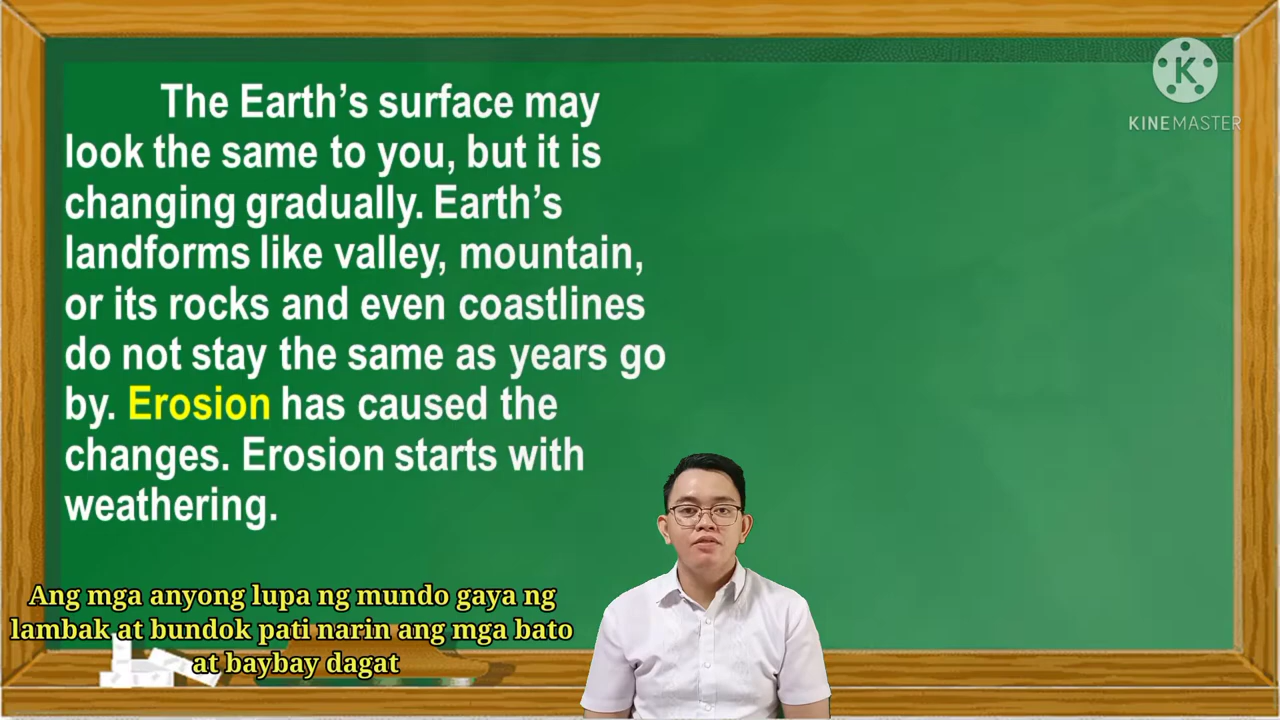 The Earth’s surface may
look the same to you, but it is
changing gradually. Earth’s
landforms like valley, mountain,
or its rocks and even coastlines
do not stay the same as years go
by. Erosion has caused the
changes. Erosion starts with
weathering.
K
KINEMASTER
Ang mga anyong lupa ng mundo gaya ng
lambak at bundok pati narin ang mga bato
at baybay dagat